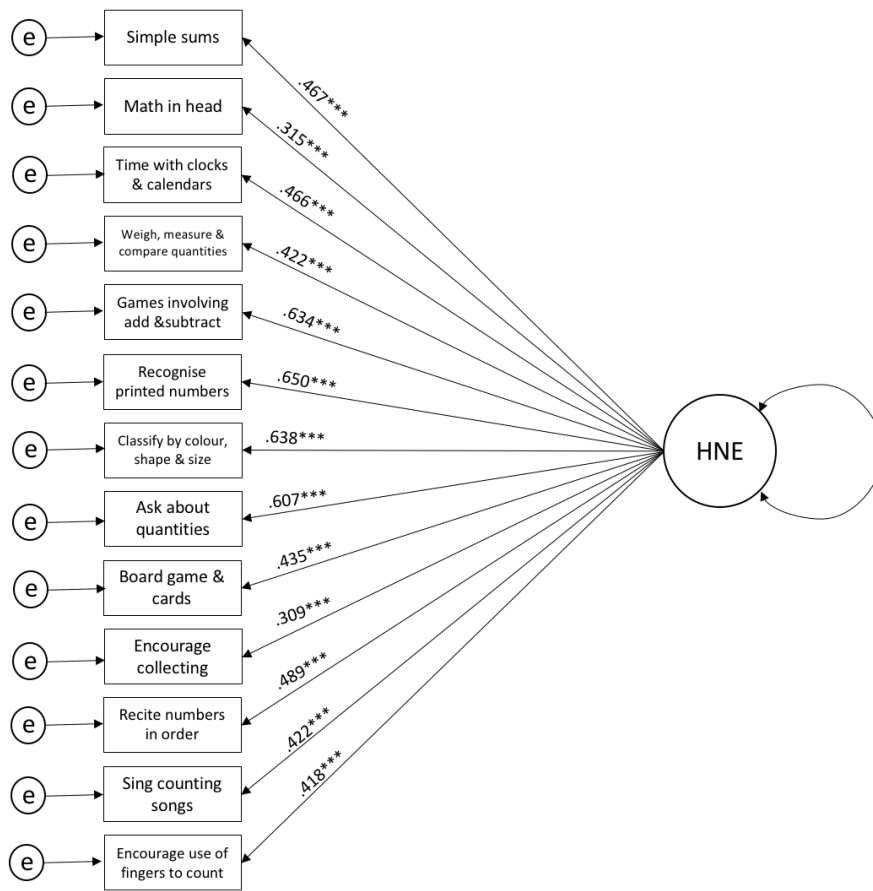 e
Simple sums
.467***
e
Math in head
.315***
e
Time with clocks
& calendars
.466***
e
Weigh, measure &
compare quantities
.422***
e
Games involving
add &subtract
.634***
e
Recognise
printed numbers
.650***
e
Classify by colour,
shape & size
.638***
HNE
e
Ask about
quantities
.607***
e
Board game &
cards
.435***
e
Encourage
collecting
.309***
e
Recite numbers
in order
.489***
e
Sing counting
songs
.422***
e
Encourage use of
fingers to count
.418***